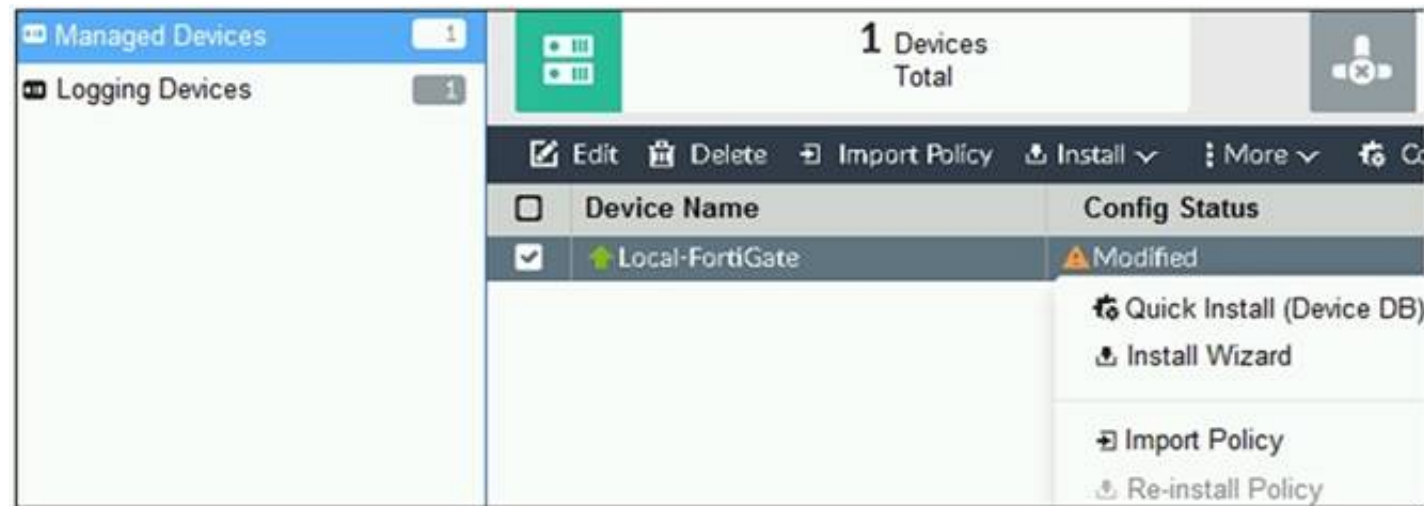 Managed Devices 1
Logging Devices 1
1 Devices
Total
Edit Delete Import Policy Install More
Device Name Config Status
Local-FortiGate Modified
Quick Install (Device DB)
Install Wizard
Import Policy
Re-install Policy